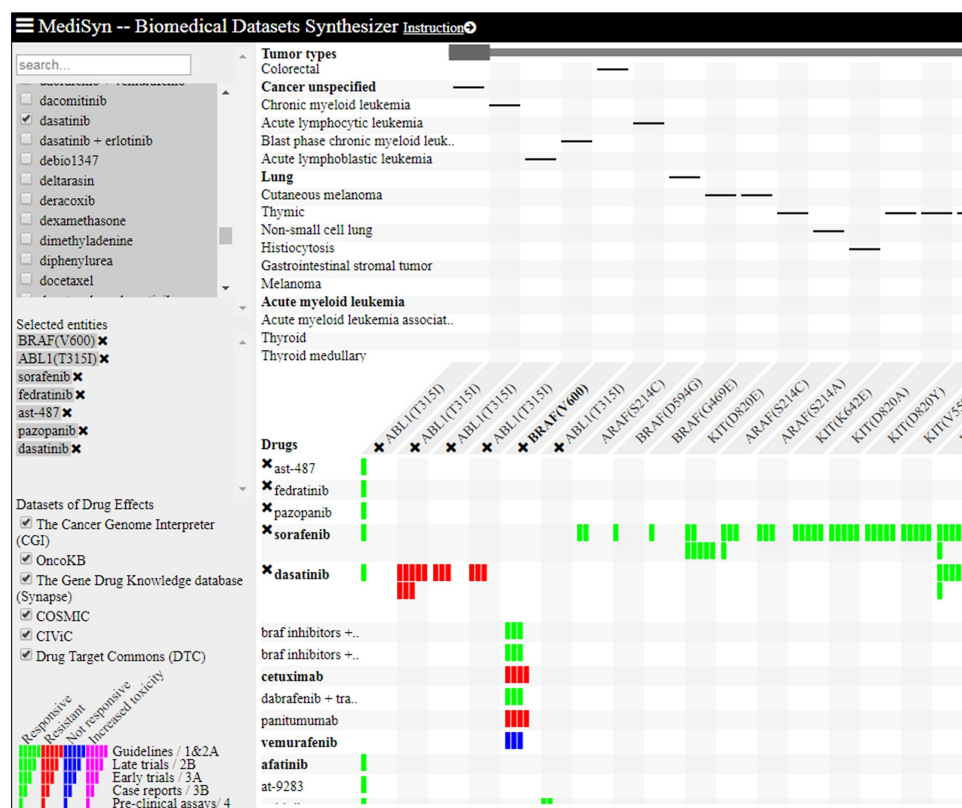 MediSyn -- Biomedical Datasets Synthesizer Instruction
search...
dacomitinib
dasatinib
dasatinib + erlotinib
debio1347
deltarasin
deracoxib
dexamethasone
dimethyladenine
diphenylurea
docetaxel
Selected entities
BRAF(V600)
ABL1(T315I)
sorafenib
fedratinib
ast-487
pazopanib
dasatinib
Datasets of Drug Effects
The Cancer Genome Interpreter
(CGI)
OncoKB
The Gene Drug Knowledge database
(Synapse)
COSMIC
CIViC
Drug Target Commons (DTC)
Responsive
Resistant
Not responsive
Increased toxicity
Guidelines / 1&2A
Late trials / 2B
Early trials / 3A
Case reports / 3B
Pre-clinical assays/ 4
Tumor types
Colorectal
Cancer unspecified
Chronic myeloid leukemia
Acute lymphocytic leukemia
Blast phase chronic myeloid leuk..
Acute lymphoblastic leukemia
Lung
Cutaneous melanoma
Thymic
Non-small cell lung
Histiocytosis
Gastrointestinal stromal tumor
Melanoma
Acute myeloid leukemia
Acute myeloid leukemia associat..
Thyroid
Thyroid medullary
ABL1(T315I)
ABL1(T315I)
ABL1(T315I)
ABL1(T315I)
BRAF(V600)
ABL1(T315I)
ARAF(S214C)
BRAF(D594G)
BRAF(G469E)
KIT(D820E)
ARAF(S214C)
ARAF(S214A)
KIT(K642E)
KIT(D820A)
KIT(D820Y)
Drugs
ast-487
fedratinib
pazopanib
sorafenib
dasatinib
braf inhibitors +..
braf inhibitors +..
cetuximab
dabrafenib + tra..
panitumumab
vemurafenib
afatinib
at-9283